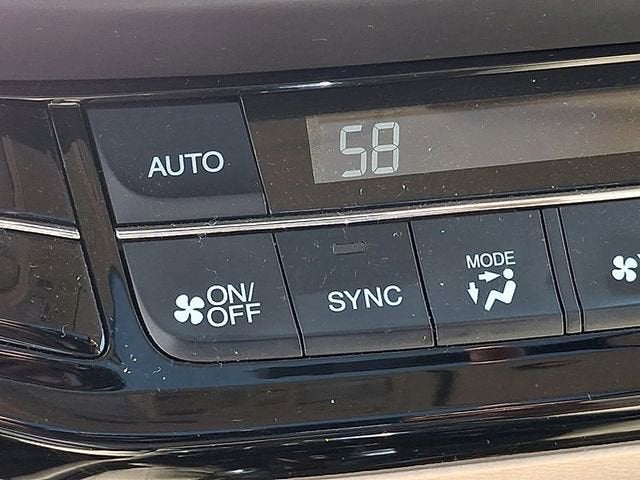 58
AUTO
MODE
ON/
OFF
SYNC